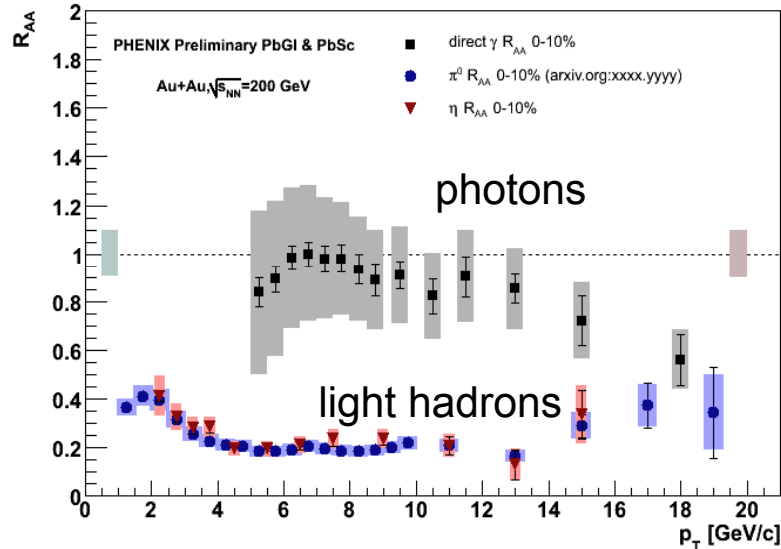 R_AA
2
1.8
1.6
1.4
1.2
1
0.8
0.6
0.4
0.2
0
PHENIX Preliminary PbGl & PbSc
Au+Au,√s_NN=200 GeV
direct γ R_AA 0-10%
π⁰ R_AA 0-10% (arxiv.org:xxxx.yyyy)
η R_AA 0-10%
photons
light hadrons
0 2 4 6 8 10 12 14 16 18 20
p_T [GeV/c]